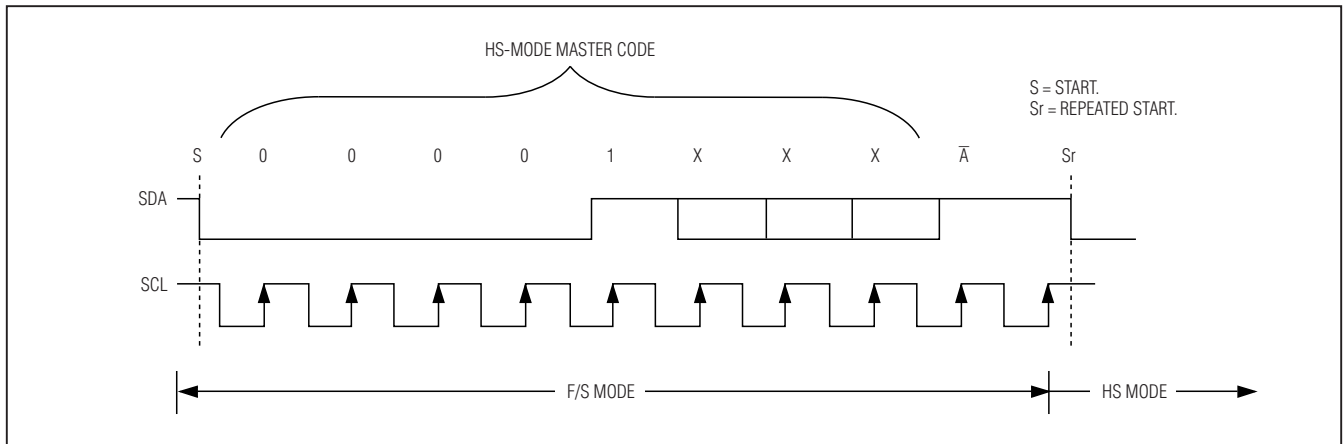 HS-MODE MASTER CODE
S = START.
Sr = REPEATED START.
S 0 0 0 0 1 X X X A̅ Sr
SDA
SCL
F/S MODE HS MODE